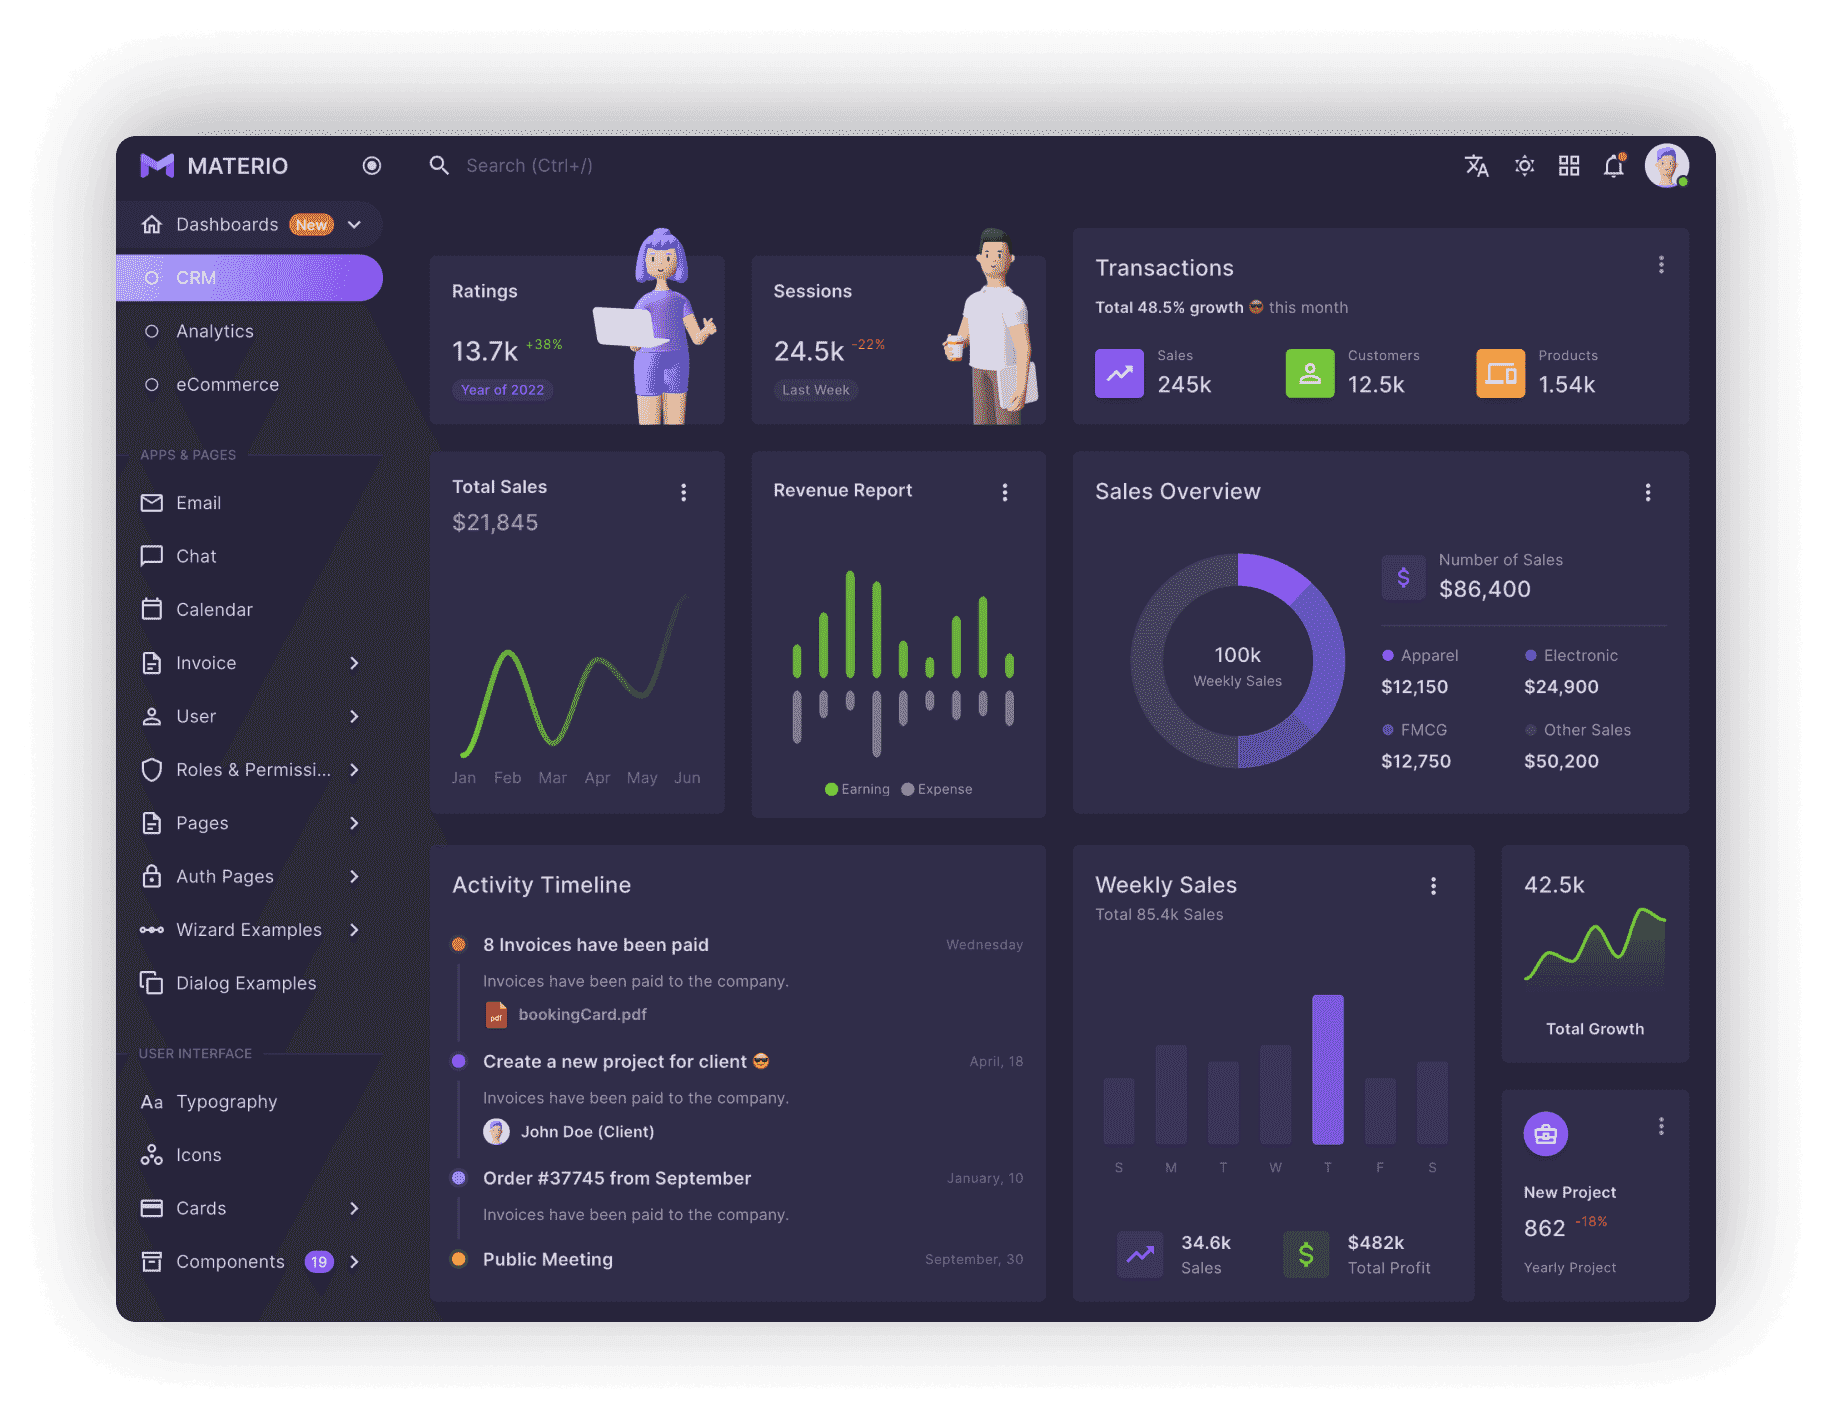 MATERIO
Search (Ctrl+/)
Dashboards New
CRM
Analytics
eCommerce
APPS & PAGES
Email
Chat
Calendar
Invoice
User
Roles & Permissi...
Pages
Auth Pages
Wizard Examples
Dialog Examples
USER INTERFACE
Aa Typography
Icons
Cards
Components 19
Ratings
13.7k +38%
Year of 2022
Sessions
24.5k -22%
Last Week
Transactions
Total 48.5% growth 😎 this month
Sales
245k
Customers
12.5k
Products
1.54k
Total Sales
$21,845
Jan Feb Mar Apr May Jun
Revenue Report
Earning Expense
Sales Overview
100k
Weekly Sales
$
Number of Sales
$86,400
Apparel
$12,150
Electronic
$24,900
FMCG
$12,750
Other Sales
$50,200
Activity Timeline
8 Invoices have been paid Wednesday
Invoices have been paid to the company.
pdf bookingCard.pdf
Create a new project for client 😎 April, 18
Invoices have been paid to the company.
John Doe (Client)
Order #37745 from September January, 10
Invoices have been paid to the company.
Public Meeting September, 30
Weekly Sales
Total 85.4k Sales
S M T W T F S
34.6k
Sales
$
$482k
Total Profit
42.5k
Total Growth
New Project
862 -18%
Yearly Project